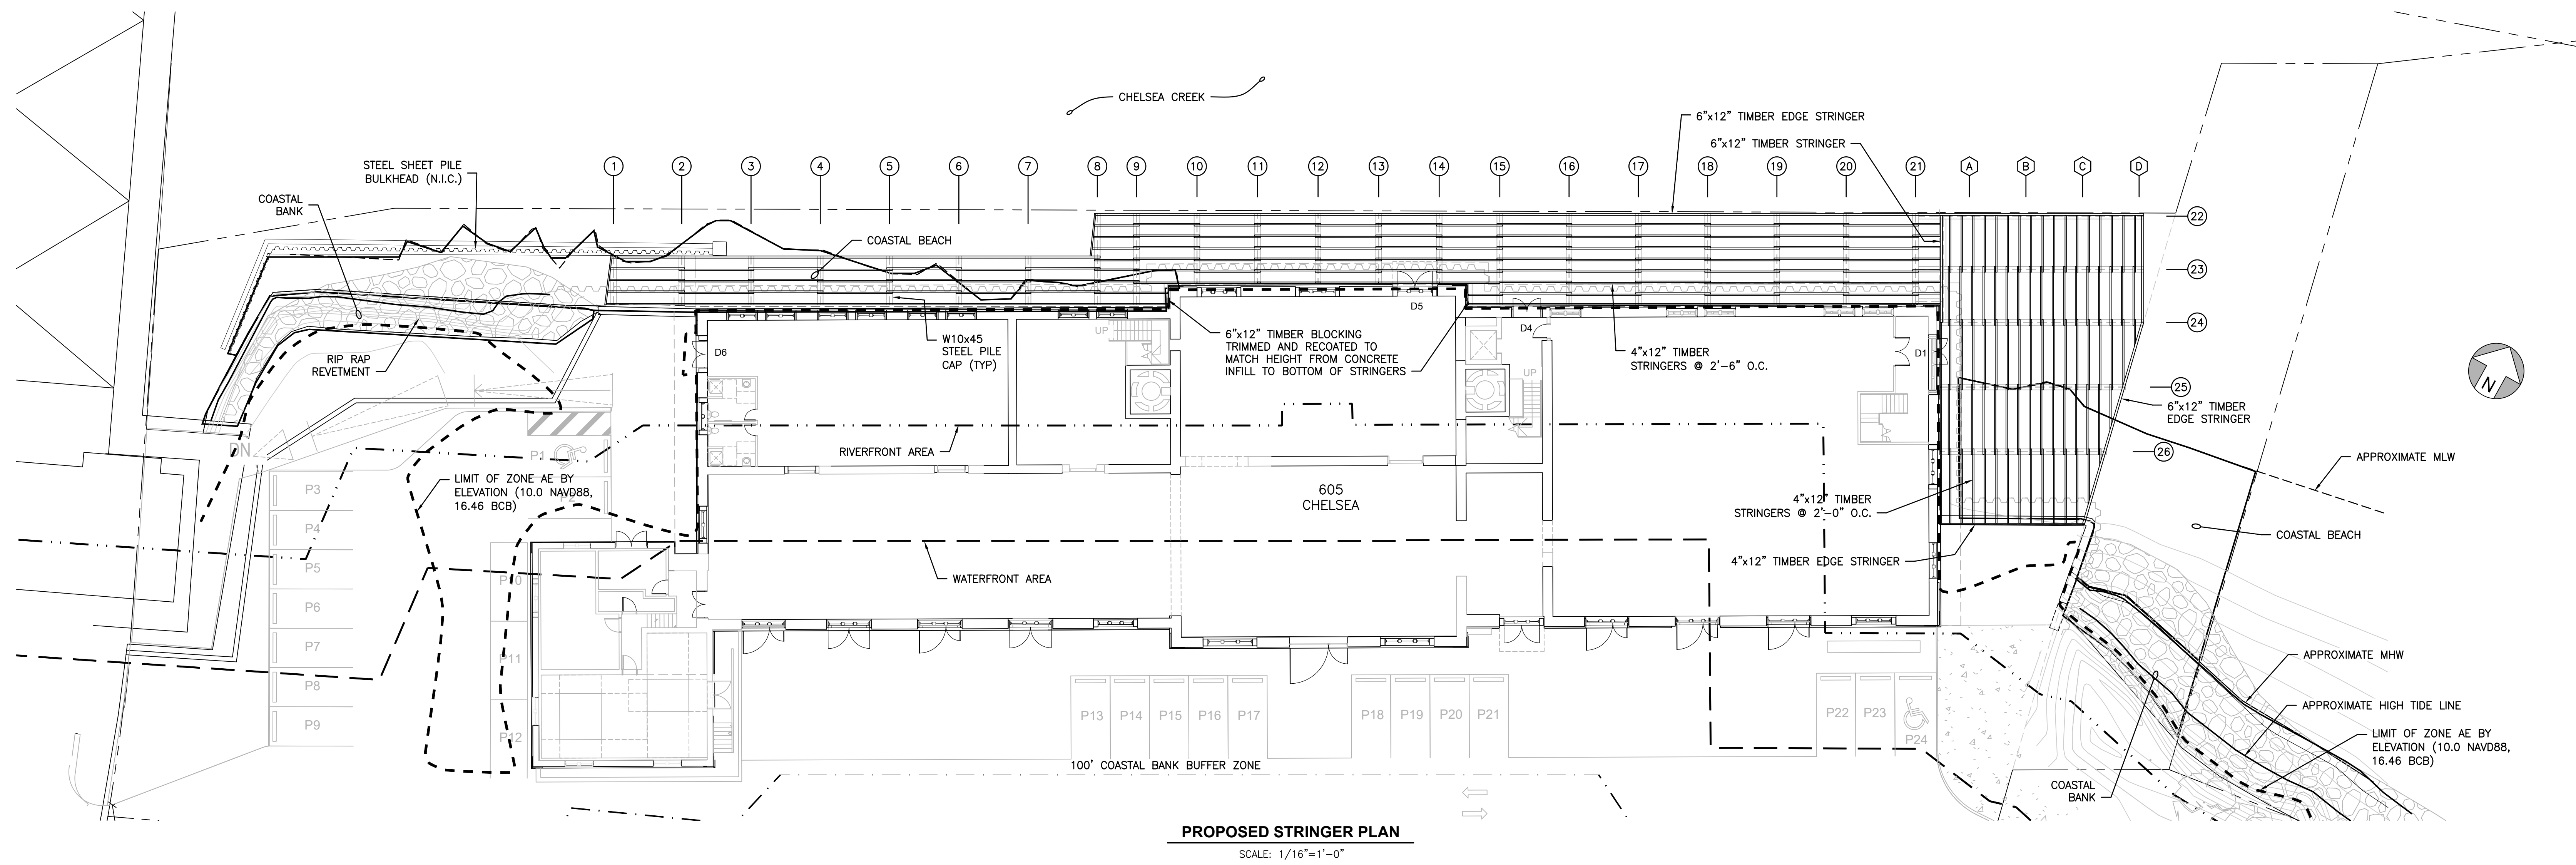 CHELSEA CREEK
6"x12" TIMBER EDGE STRINGER
6"x12" TIMBER STRINGER
STEEL SHEET PILE
BULKHEAD (N.I.C.)
COASTAL
BANK
1
2
3
4
5
6
7
8
9
10
11
12
13
14
15
16
17
18
19
20
21
A
B
C
D
22
23
24
25
26
COASTAL BEACH
RIP RAP
REVETMENT
W10x45
STEEL PILE
CAP (TYP)
6"x12" TIMBER BLOCKING
TRIMMED AND RECOATED TO
MATCH HEIGHT FROM CONCRETE
INFILL TO BOTTOM OF STRINGERS
4"x12" TIMBER
STRINGERS @ 2'-6" O.C.
D6
D5
D4
D1
UP
UP
N
6"x12" TIMBER
EDGE STRINGER
APPROXIMATE MLW
RIVERFRONT AREA
DN
LIMIT OF ZONE AE BY
ELEVATION (10.0 NAVD88,
16.46 BCB)
605
CHELSEA
4"x12" TIMBER
STRINGERS @ 2'-0" O.C.
COASTAL BEACH
4"x12" TIMBER EDGE STRINGER
WATERFRONT AREA
P1
P2
P3
P4
P5
P6
P7
P8
P9
P10
P11
P12
P13
P14
P15
P16
P17
P18
P19
P20
P21
P22
P23
P24
APPROXIMATE MHW
APPROXIMATE HIGH TIDE LINE
LIMIT OF ZONE AE BY
ELEVATION (10.0 NAVD88,
16.46 BCB)
COASTAL
BANK
100' COASTAL BANK BUFFER ZONE
PROPOSED STRINGER PLAN
SCALE: 1/16"=1'-0"